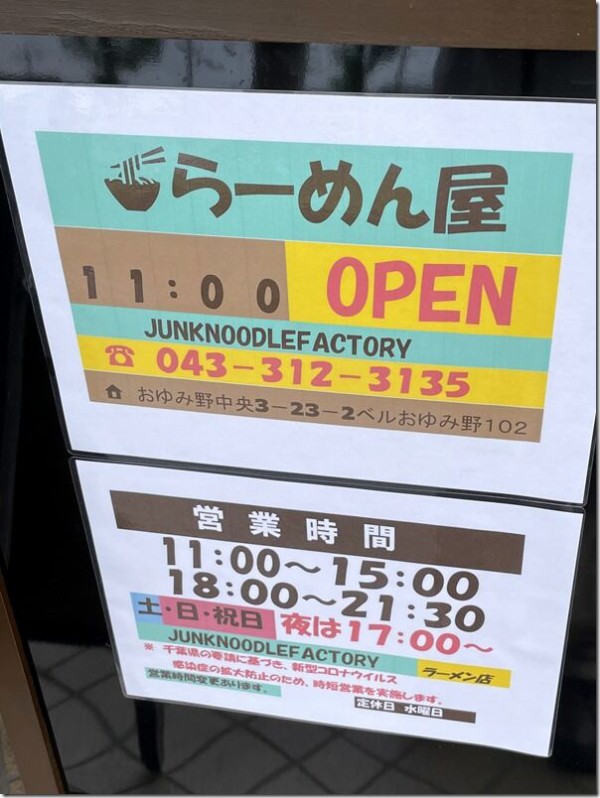 らーめん屋
11:00 OPEN
JUNKNOODLEFACTORY
☎ 043-312-3135
おゆみ野中央3-23-2ベルおゆみ野102
営業時間
11:00～15:00
18:00～21:30
土・日・祝日 夜は17:00～
JUNKNOODLEFACTORY ラーメン店
※ 千葉県の要請に基づき、新型コロナウイルス
感染症の拡大防止のため、時短営業を実施します。
営業時間変更あります。
定休日 水曜日